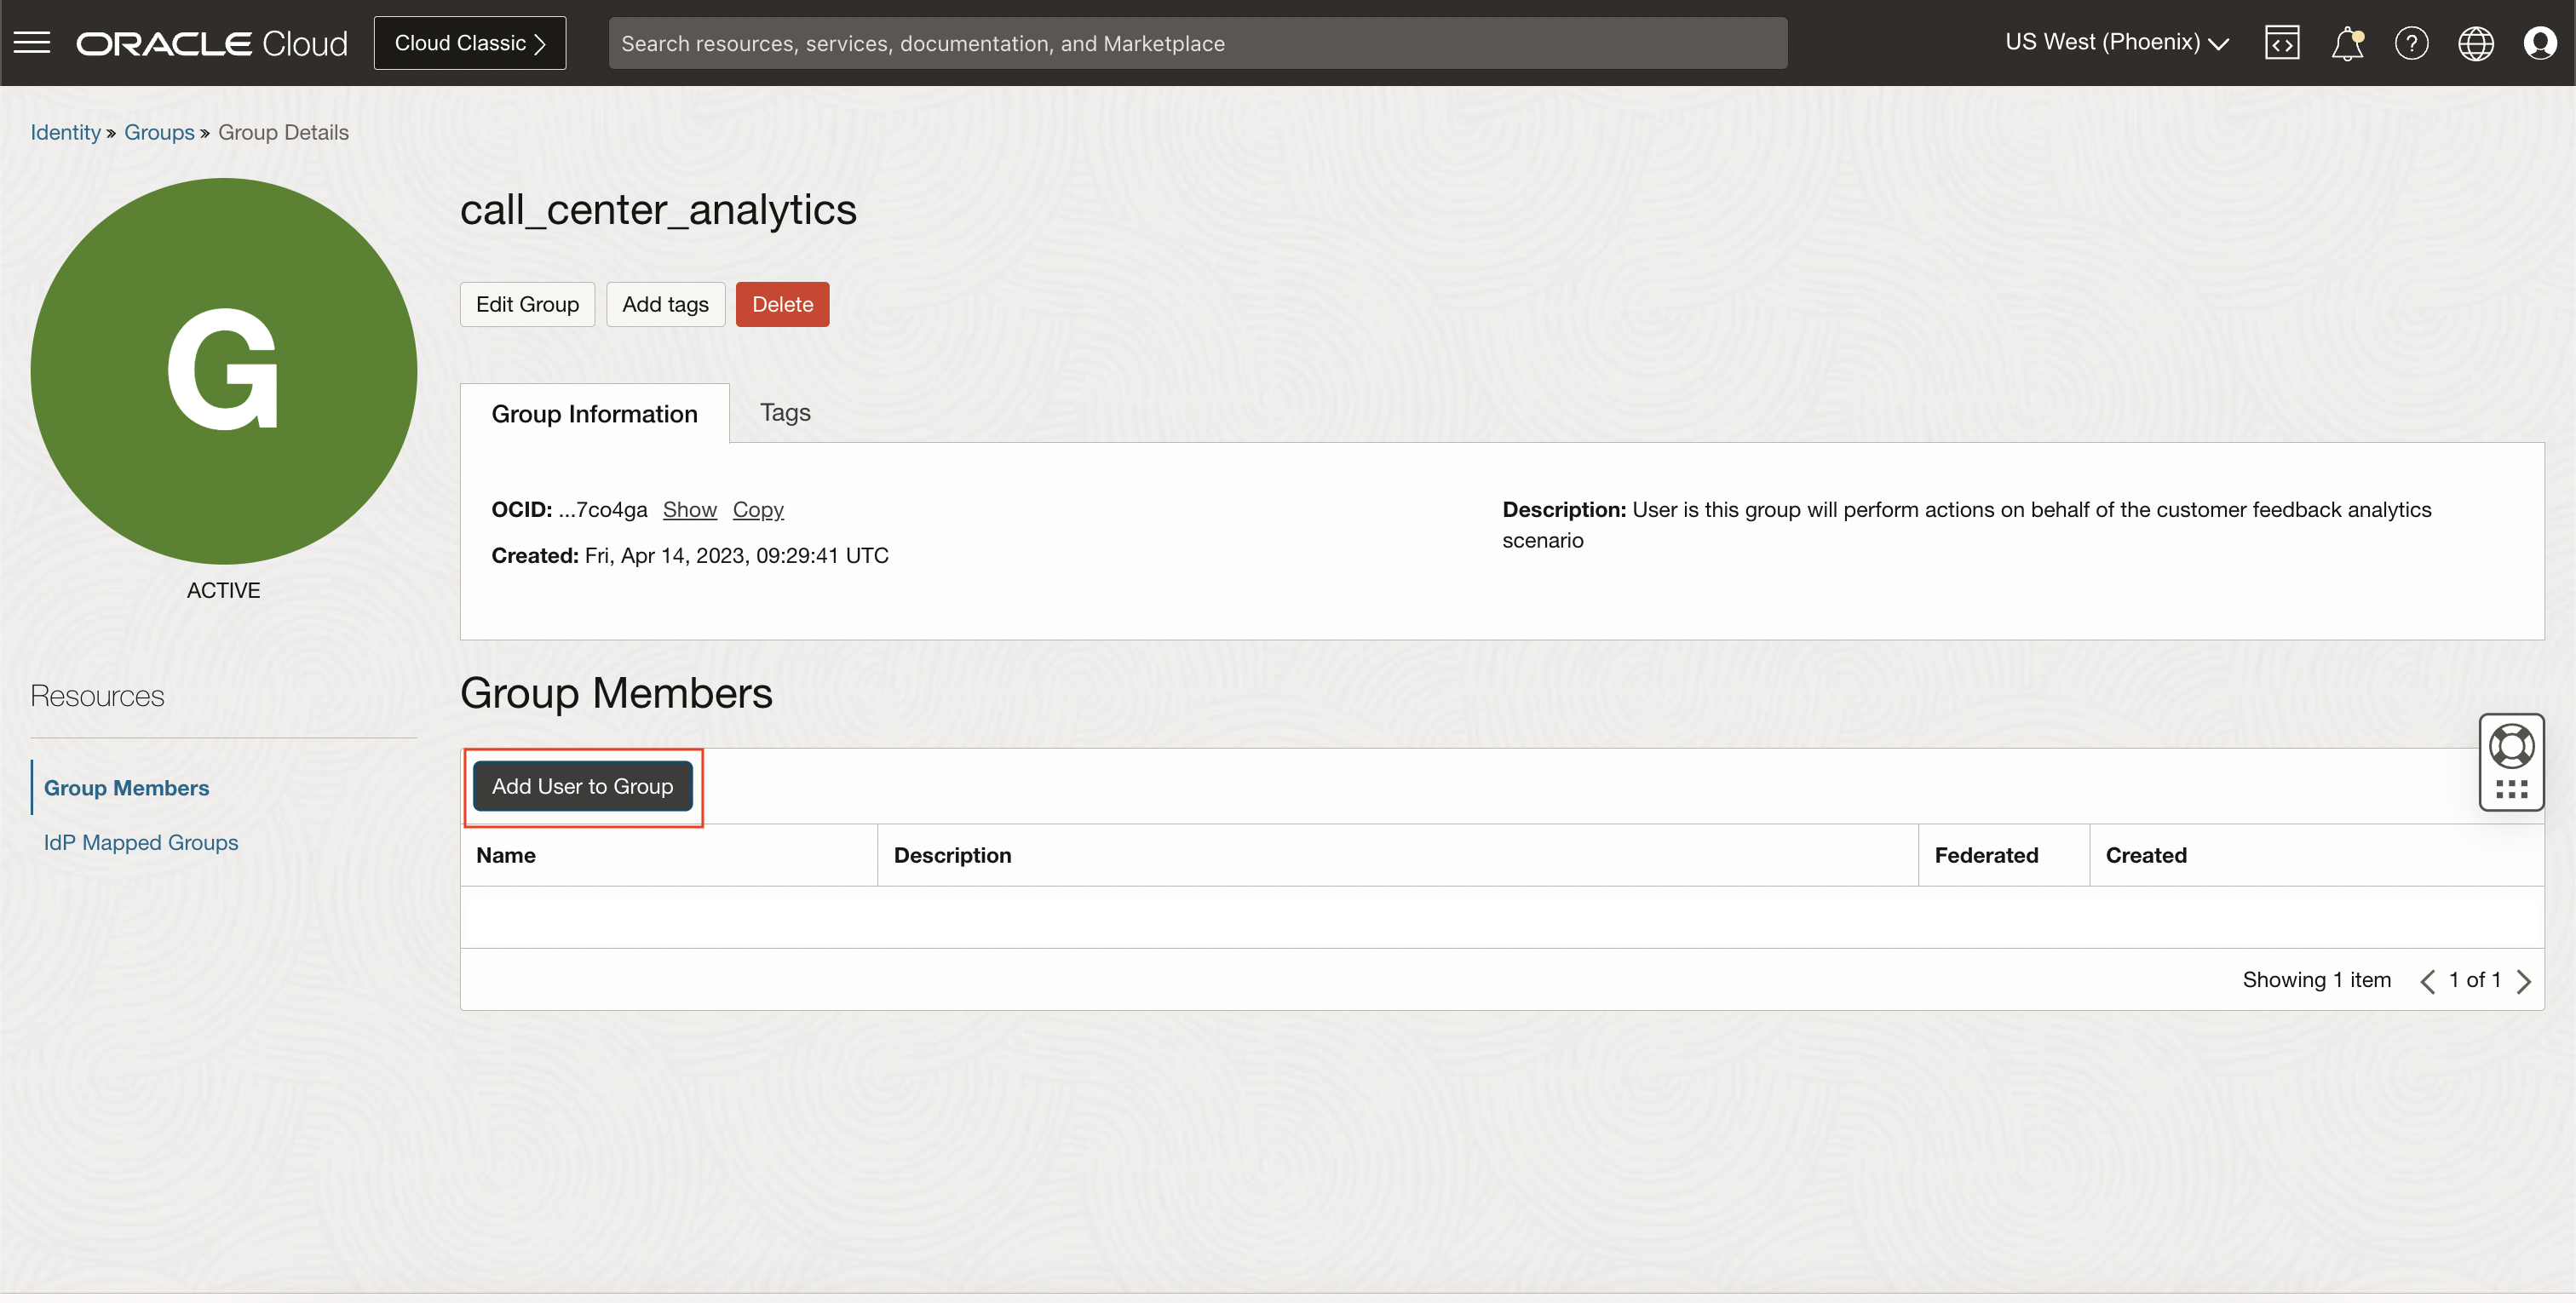 ORACLE Cloud
Cloud Classic
Search resources, services, documentation, and Marketplace
US West (Phoenix)
Identity » Groups » Group Details
G
ACTIVE
call_center_analytics
Edit Group
Add tags
Delete
Group Information
Tags
OCID: ...7co4ga Show Copy
Created: Fri, Apr 14, 2023, 09:29:41 UTC
Description: User is this group will perform actions on behalf of the customer feedback analytics
scenario
Resources
Group Members
IdP Mapped Groups
Group Members
Add User to Group
Name Description Federated Created
Showing 1 item < 1 of 1 >